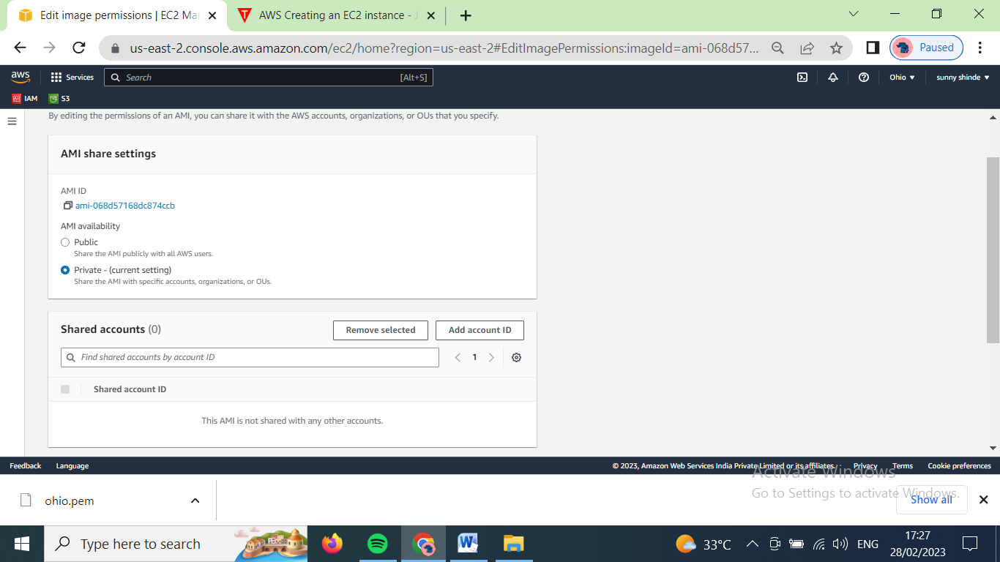 Edit image permissions | EC2 Ma
AWS Creating an EC2 instance -
us-east-2.console.aws.amazon.com/ec2/home?region=us-east-2#EditImagePermissions:imageId=ami-068d57...
Paused
aws
Services
Search
[Alt+S]
Ohio
sunny shinde
IAM
S3
By editing the permissions of an AMI, you can share it with the AWS accounts, organizations, or OUs that you specify.
AMI share settings
AMI ID
ami-068d57168dc874ccb
AMI availability
Public
Share the AMI publicly with all AWS users.
Private - (current setting)
Share the AMI with specific accounts, organizations, or OUs.
Shared accounts (0)
Remove selected
Add account ID
Find shared accounts by account ID
1
Shared account ID
This AMI is not shared with any other accounts.
Feedback
Language
© 2023, Amazon Web Services India Private Limited or its affiliates.
Privacy
Terms
Cookie preferences
Activate Windows
Go to Settings to activate Windows.
ohio.pem
Show all
Type here to search
33°C
ENG
17:27
28/02/2023